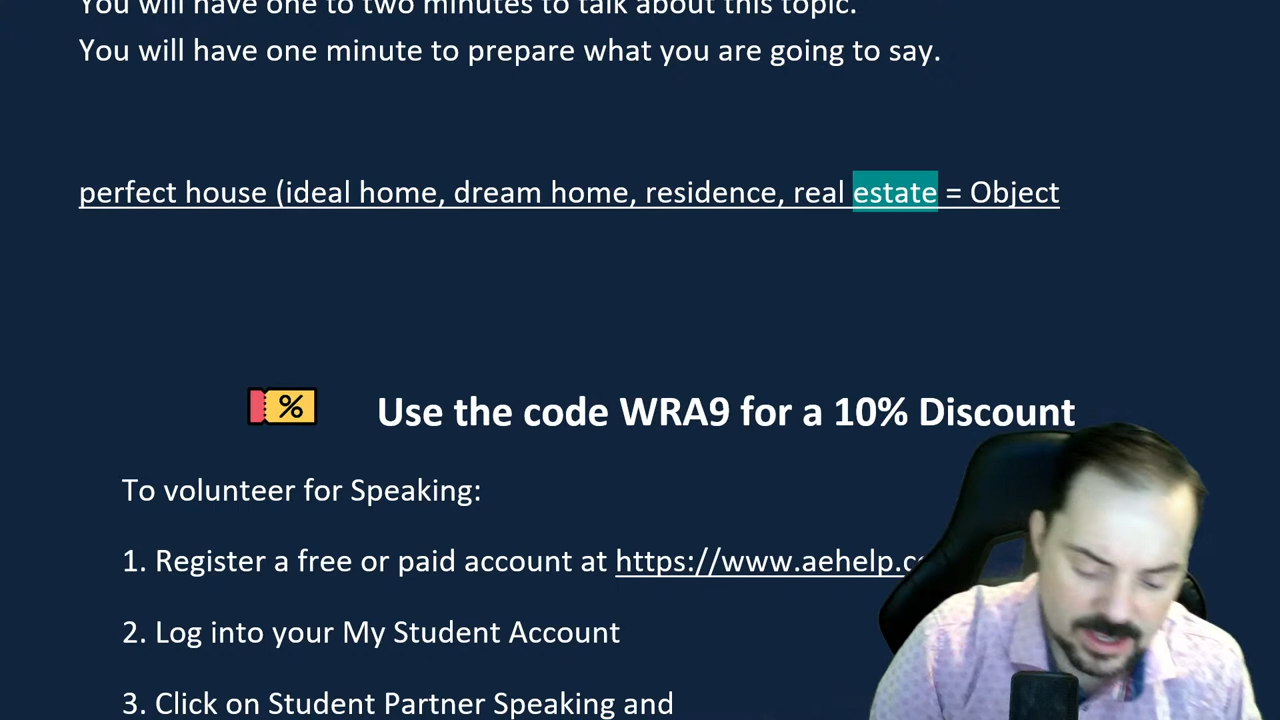 You will have one to two minutes to talk about this topic.
You will have one minute to prepare what you are going to say.
perfect house (ideal home, dream home, residence, real estate = Object
% Use the code WRA9 for a 10% Discount
To volunteer for Speaking:
1. Register a free or paid account at https://www.aehelp.c
2. Log into your My Student Account
3. Click on Student Partner Speaking and